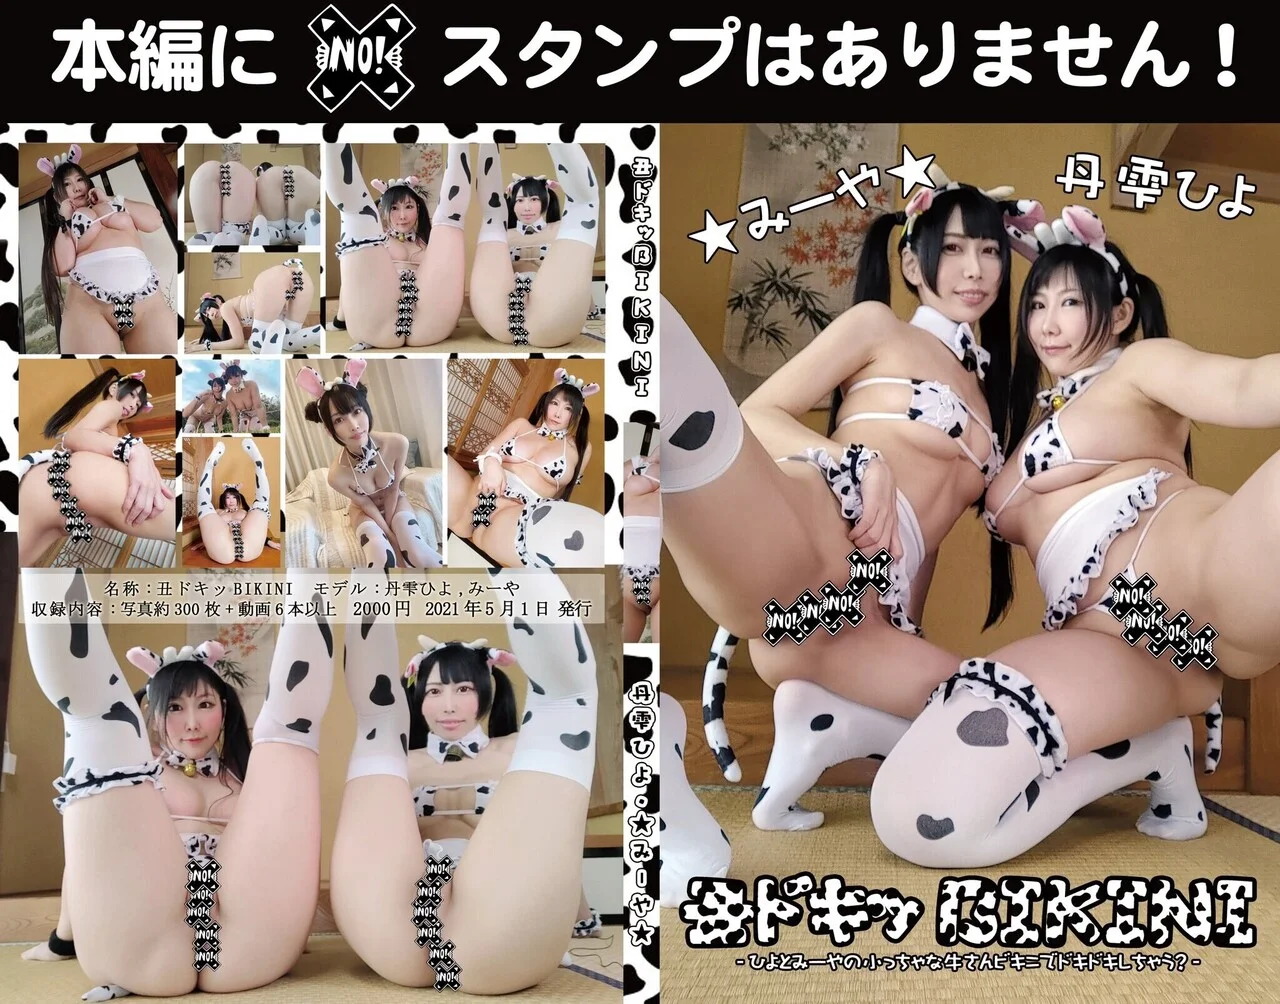 本編に NO! スタンプはありません！
★みーや★
丹雫ひよ
丑ドキッBIKINI
名称：丑ドキッBIKINI　モデル：丹雫ひよ , みーや
収録内容：写真約300枚+動画6本以上　2000円　2021年5月1日 発行
丹雫ひよ・★みーや★
丑ドキッ BIKINI
-ひよとみーやの小っちゃな牛さんビキニでドキドキしちゃう？-